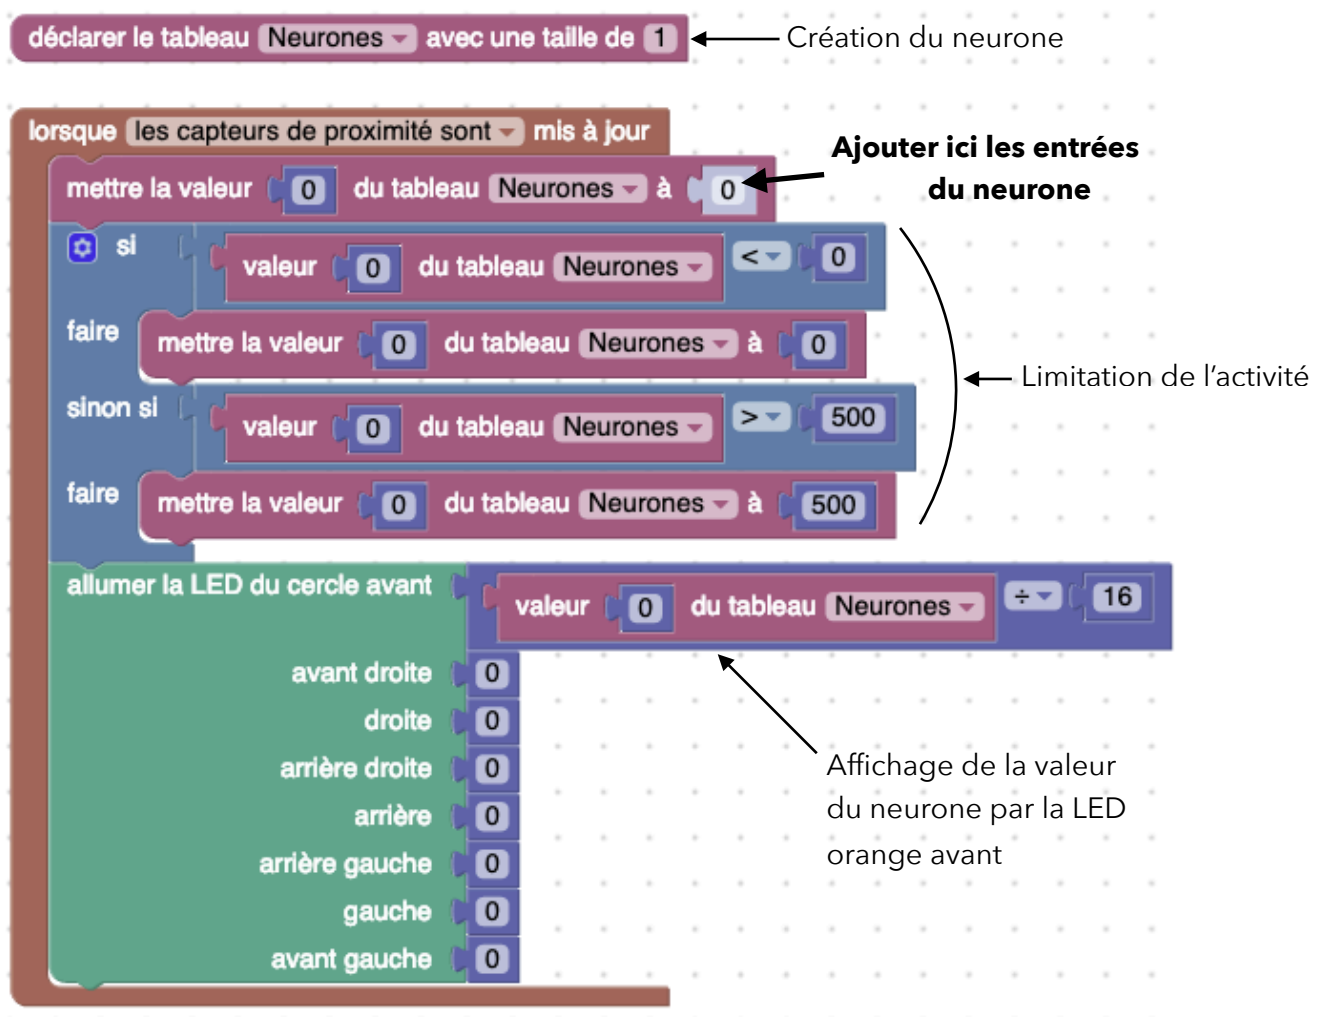 déclarer le tableau Neurones avec une taille de 1
Création du neurone
lorsque les capteurs de proximité sont mis à jour
Ajouter ici les entrées
du neurone
mettre la valeur 0 du tableau Neurones à 0
si valeur 0 du tableau Neurones < 0
faire mettre la valeur 0 du tableau Neurones à 0
Limitation de l'activité
sinon si valeur 0 du tableau Neurones > 500
faire mettre la valeur 0 du tableau Neurones à 500
allumer la LED du cercle avant valeur 0 du tableau Neurones ÷ 16
avant droite 0
droite 0
arrière droite 0
arrière 0
arrière gauche 0
gauche 0
avant gauche 0
Affichage de la valeur
du neurone par la LED
orange avant